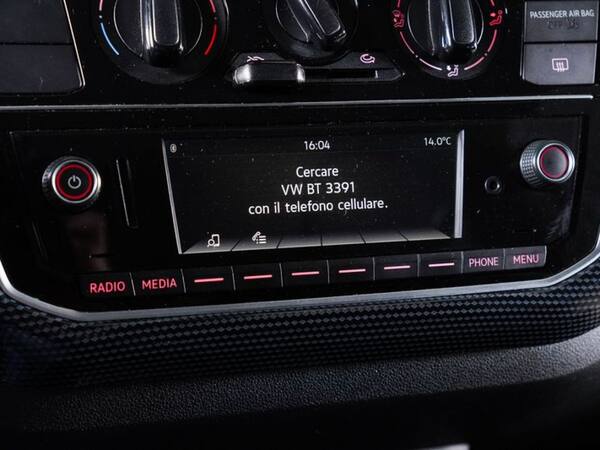 PASSENGER AIR BAG
16:04
14.0°C
Cercare
VW BT 3391
con il telefono cellulare.
RADIO
MEDIA
PHONE
MENU